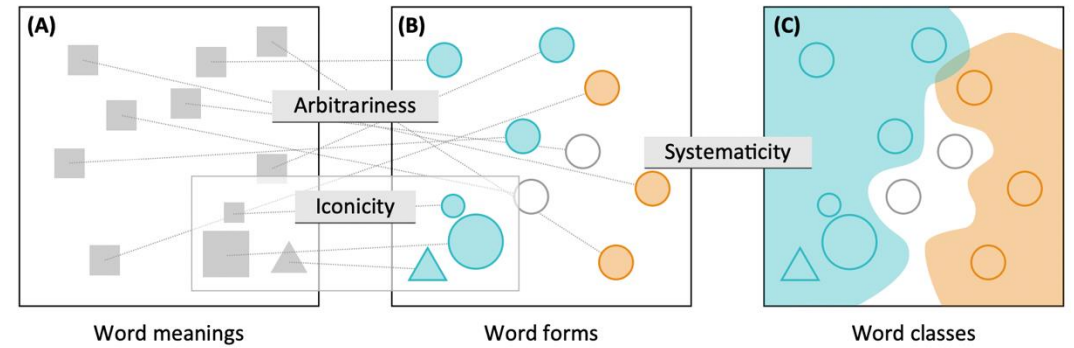 (A)
(B)
(C)
Arbitrariness
Systematicity
Iconicity
Word meanings
Word forms
Word classes